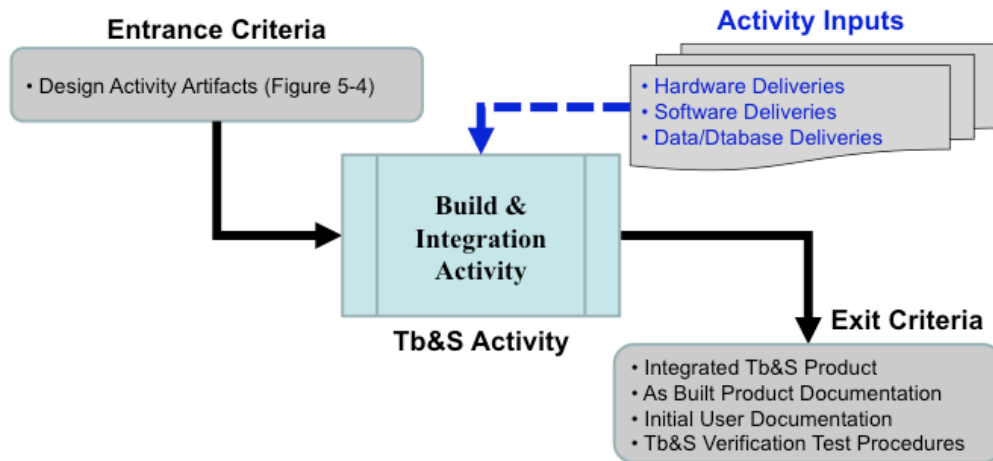 Entrance Criteria
• Design Activity Artifacts (Figure 5-4)
Activity Inputs
• Hardware Deliveries
• Software Deliveries
• Data/Dtabase Deliveries
Build &
Integration
Activity
Tb&S Activity
Exit Criteria
• Integrated Tb&S Product
• As Built Product Documentation
• Initial User Documentation
• Tb&S Verification Test Procedures